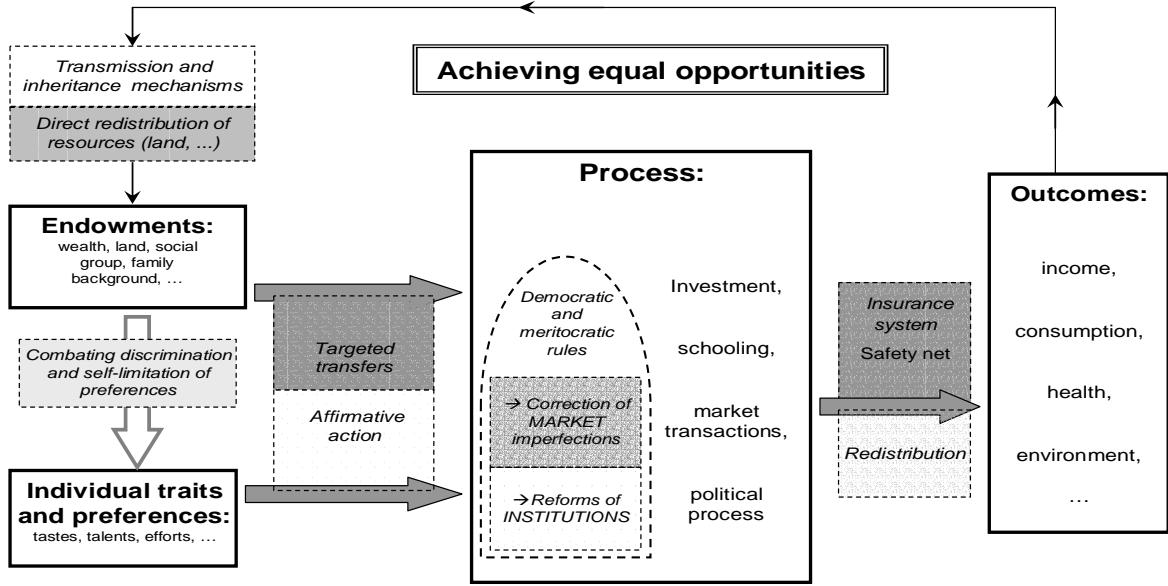 Achieving equal opportunities
Transmission and
inheritance mechanisms
Direct redistribution of
resources (land, ...)
Endowments:
wealth, land, social
group, family
background, ...
Combating discrimination
and self-limitation of
preferences
Individual traits
and preferences:
tastes, talents, efforts, ...
Targeted
transfers
Affirmative
action
Process:
Democratic and
meritocratic
rules
→ Correction of
MARKET
imperfections
→ Reforms of
INSTITUTIONS
Investment,
schooling,
market
transactions,
political
process
Insurance
system
Safety net
Redistribution
Outcomes:
income,
consumption,
health,
environment,
...